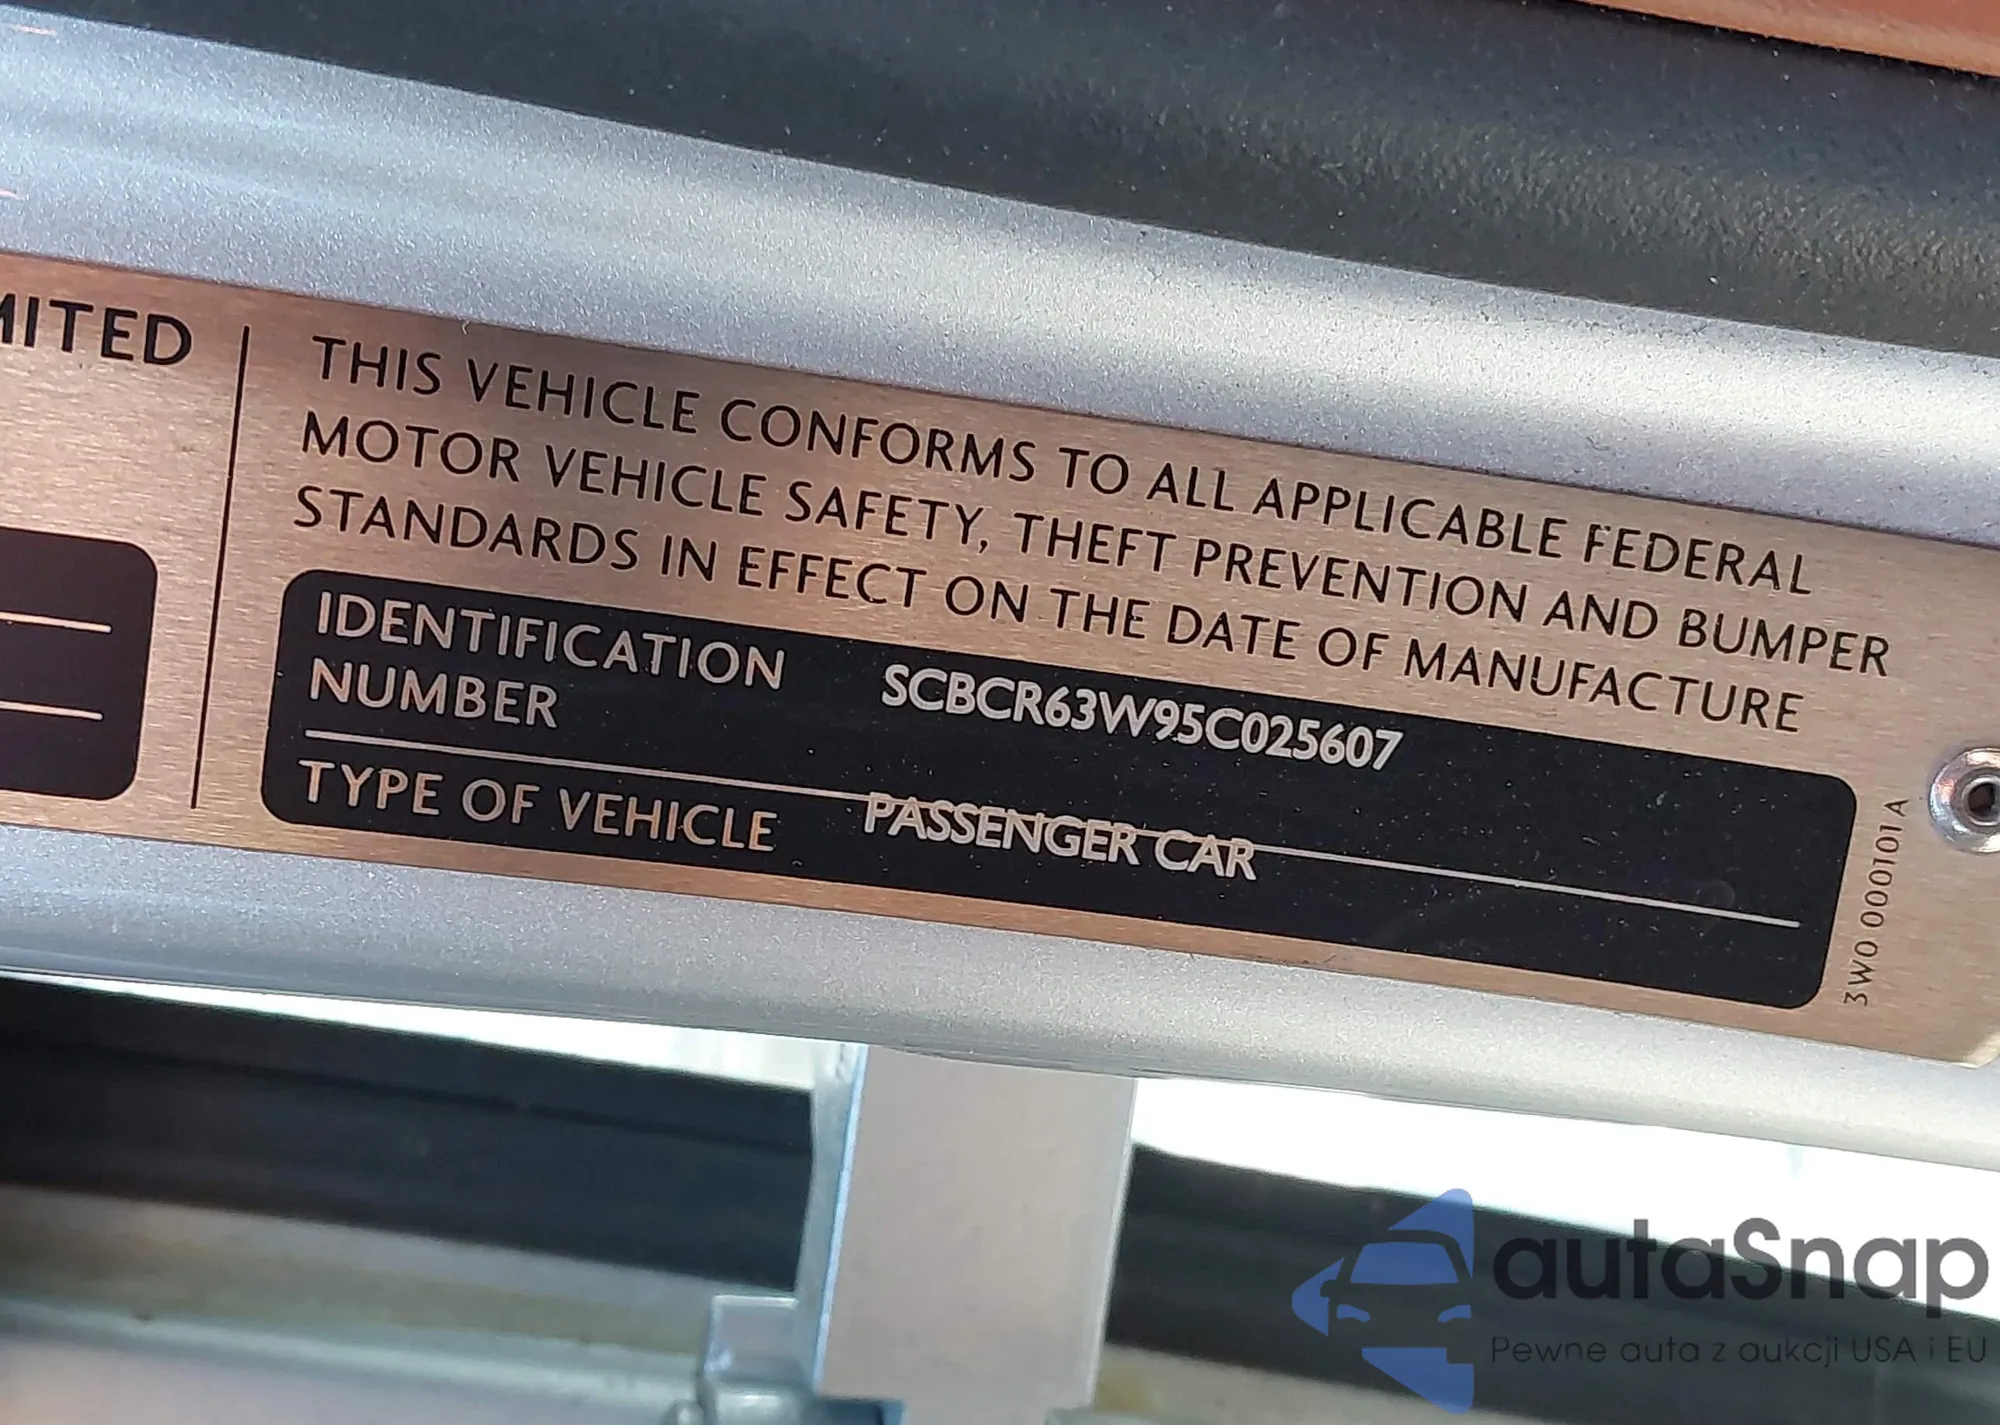 MITED
THIS VEHICLE CONFORMS TO ALL APPLICABLE FEDERAL
MOTOR VEHICLE SAFETY, THEFT PREVENTION AND BUMPER
STANDARDS IN EFFECT ON THE DATE OF MANUFACTURE
IDENTIFICATION
NUMBER
SCBCR63W95C025607
TYPE OF VEHICLE
PASSENGER CAR
3W0 000101 A
autaSnap
Pewne auta z aukcji USA i EU